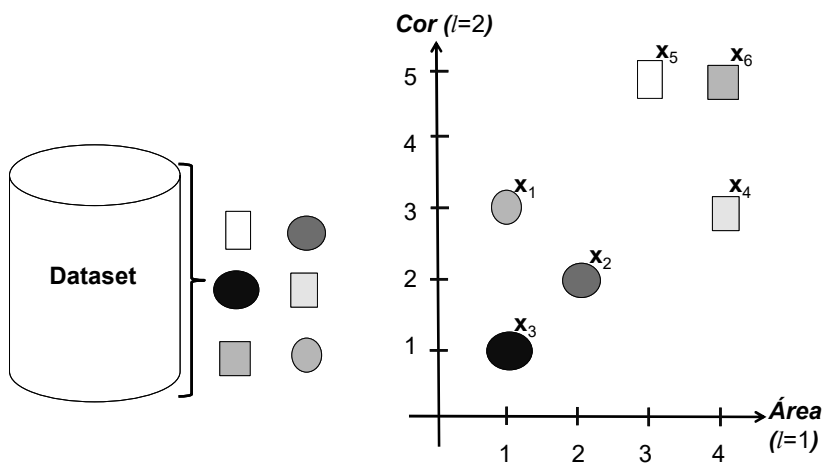 Cor (l=2)
x5
x6
5
4
x1
x4
3
Dataset
x2
2
x3
1
Área
(l=1)
1 2 3 4